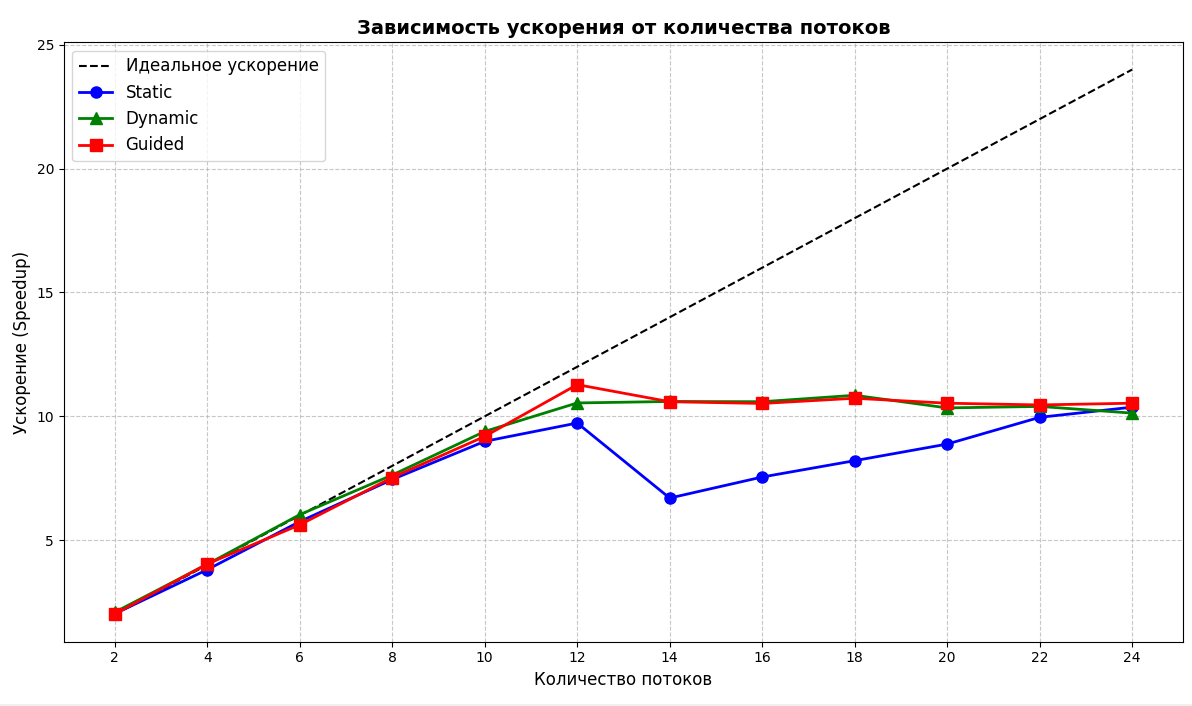 Зависимость ускорения от количества потоков
Идеальное ускорение
Static
Dynamic
Guided
Ускорение (Speedup)
25
20
15
10
5
2 4 6 8 10 12 14 16 18 20 22 24
Количество потоков